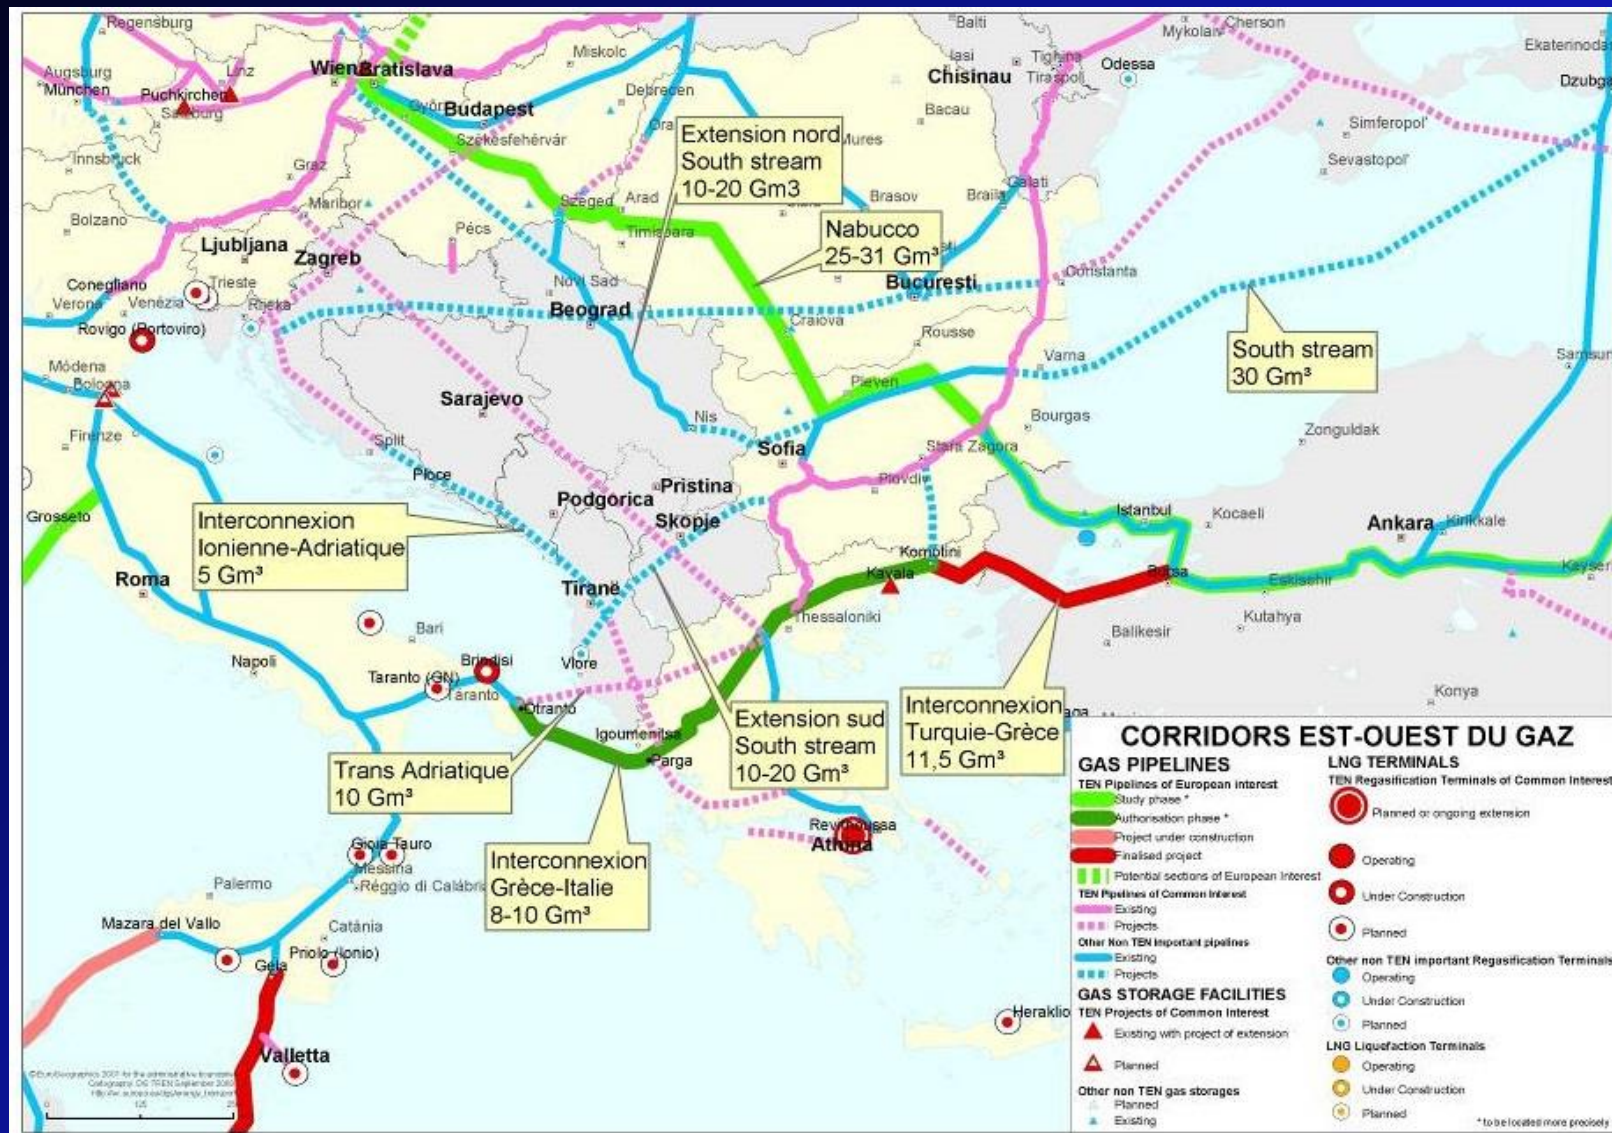 Regensburg
Augsburg
München
Linz
Puchkirchen
Salzburg
Innsbruck
Bolzano
Graz
Maribor
Wien
Bratislava
Györ
Budapest
Székesfehérvár
Miskolc
Debrecen
Mures
Iasi
Balti
Chisinau
Tighina
Tiraspol
Bacau
Odessa
Mykolaiv
Cherson
Simferopol'
Sevastopol'
Dzubga
Extension nord
South stream
10-20 Gm3
Nabucco
25-31 Gm³
Szeged
Arad
Timisoara
Pécs
Brasov
Braila
Galati
Ljubljana
Zagreb
Trieste
Rijeka
Conegliano
Verona
Venézia
Rovigo (Portoviro)
Módena
Bologna
Firenze
Novi Sad
Beograd
Bucuresti
Constanta
Craiova
Rousse
Varna
South stream
30 Gm³
Samsun
Sarajevo
Split
Ploce
Nis
Pleven
Sofia
Bourgas
Stara Zagora
Plovdiv
Zonguldak
Podgorica
Pristina
Skopje
Interconnexion
Ionienne-Adriatique
5 Gm³
Grosseto
Roma
Tiranë
Istanbul
Kocaeli
Ankara
Kirikkale
Komotini
Kavala
Bursa
Eskisehir
Kutahya
Kayseri
Balikesir
Konya
Thessaloniki
Bari
Napoli
Taranto (GN)
Taranto
Brindisi
Vlore
Otranto
Igoumenitsa
Parga
Trans Adriatique
10 Gm³
Extension sud
South stream
10-20 Gm³
Interconnexion
Turquie-Grèce
11,5 Gm³
Interconnexion
Grèce-Italie
8-10 Gm³
Revithoussa
Athina
Gioia Tauro
Messina
Réggio di Calábria
Palermo
Mazara del Vallo
Catánia
Priolo (Ionio)
Gela
Valletta
Heraklio
CORRIDORS EST-OUEST DU GAZ
GAS PIPELINES
TEN Pipelines of European interest
Study phase *
Authorisation phase *
Project under construction
Finalised project
Potential sections of European Interest
TEN Pipelines of Common Interest
Existing
Projects
Other Non TEN important pipelines
Existing
Projects
GAS STORAGE FACILITIES
TEN Projects of Common Interest
Existing with project of extension
Planned
Other non TEN gas storages
Planned
Existing
LNG TERMINALS
TEN Regasification Terminals of Common Interest
Planned or ongoing extension
Operating
Under Construction
Planned
Other non TEN important Regasification Terminals
Operating
Under Construction
Planned
LNG Liquefaction Terminals
Operating
Under Construction
Planned
* to be located more precisely
0 125